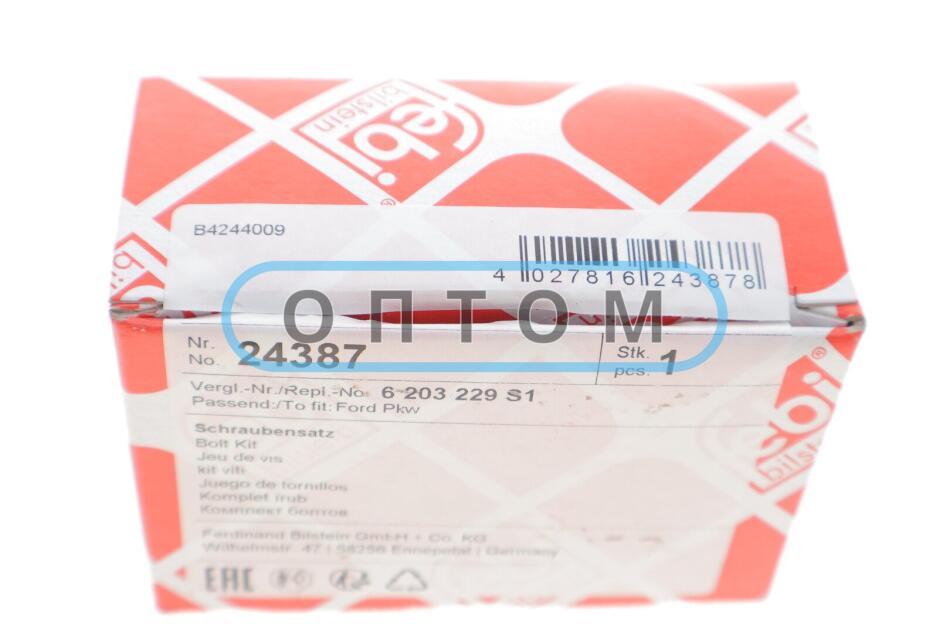 febi
bilstein
®
B4244009
4 027816 243878
ОПТОМ
Nr.
No. 24387
Stk.
pcs. 1
Vergl.-Nr./Repl.-No. 6 203 229 S1
Passend:/To fit: Ford Pkw
Schraubensatz
Bolt Kit
Jeu de vis
kit viti
Juego de tornillos
Komplet śrub
Комплект болтов
Ferdinand Bilstein GmbH + Co. KG
Wilhelmstr. 47 | 58256 Ennepetal | Germany
EAC
febi
bilstein
®